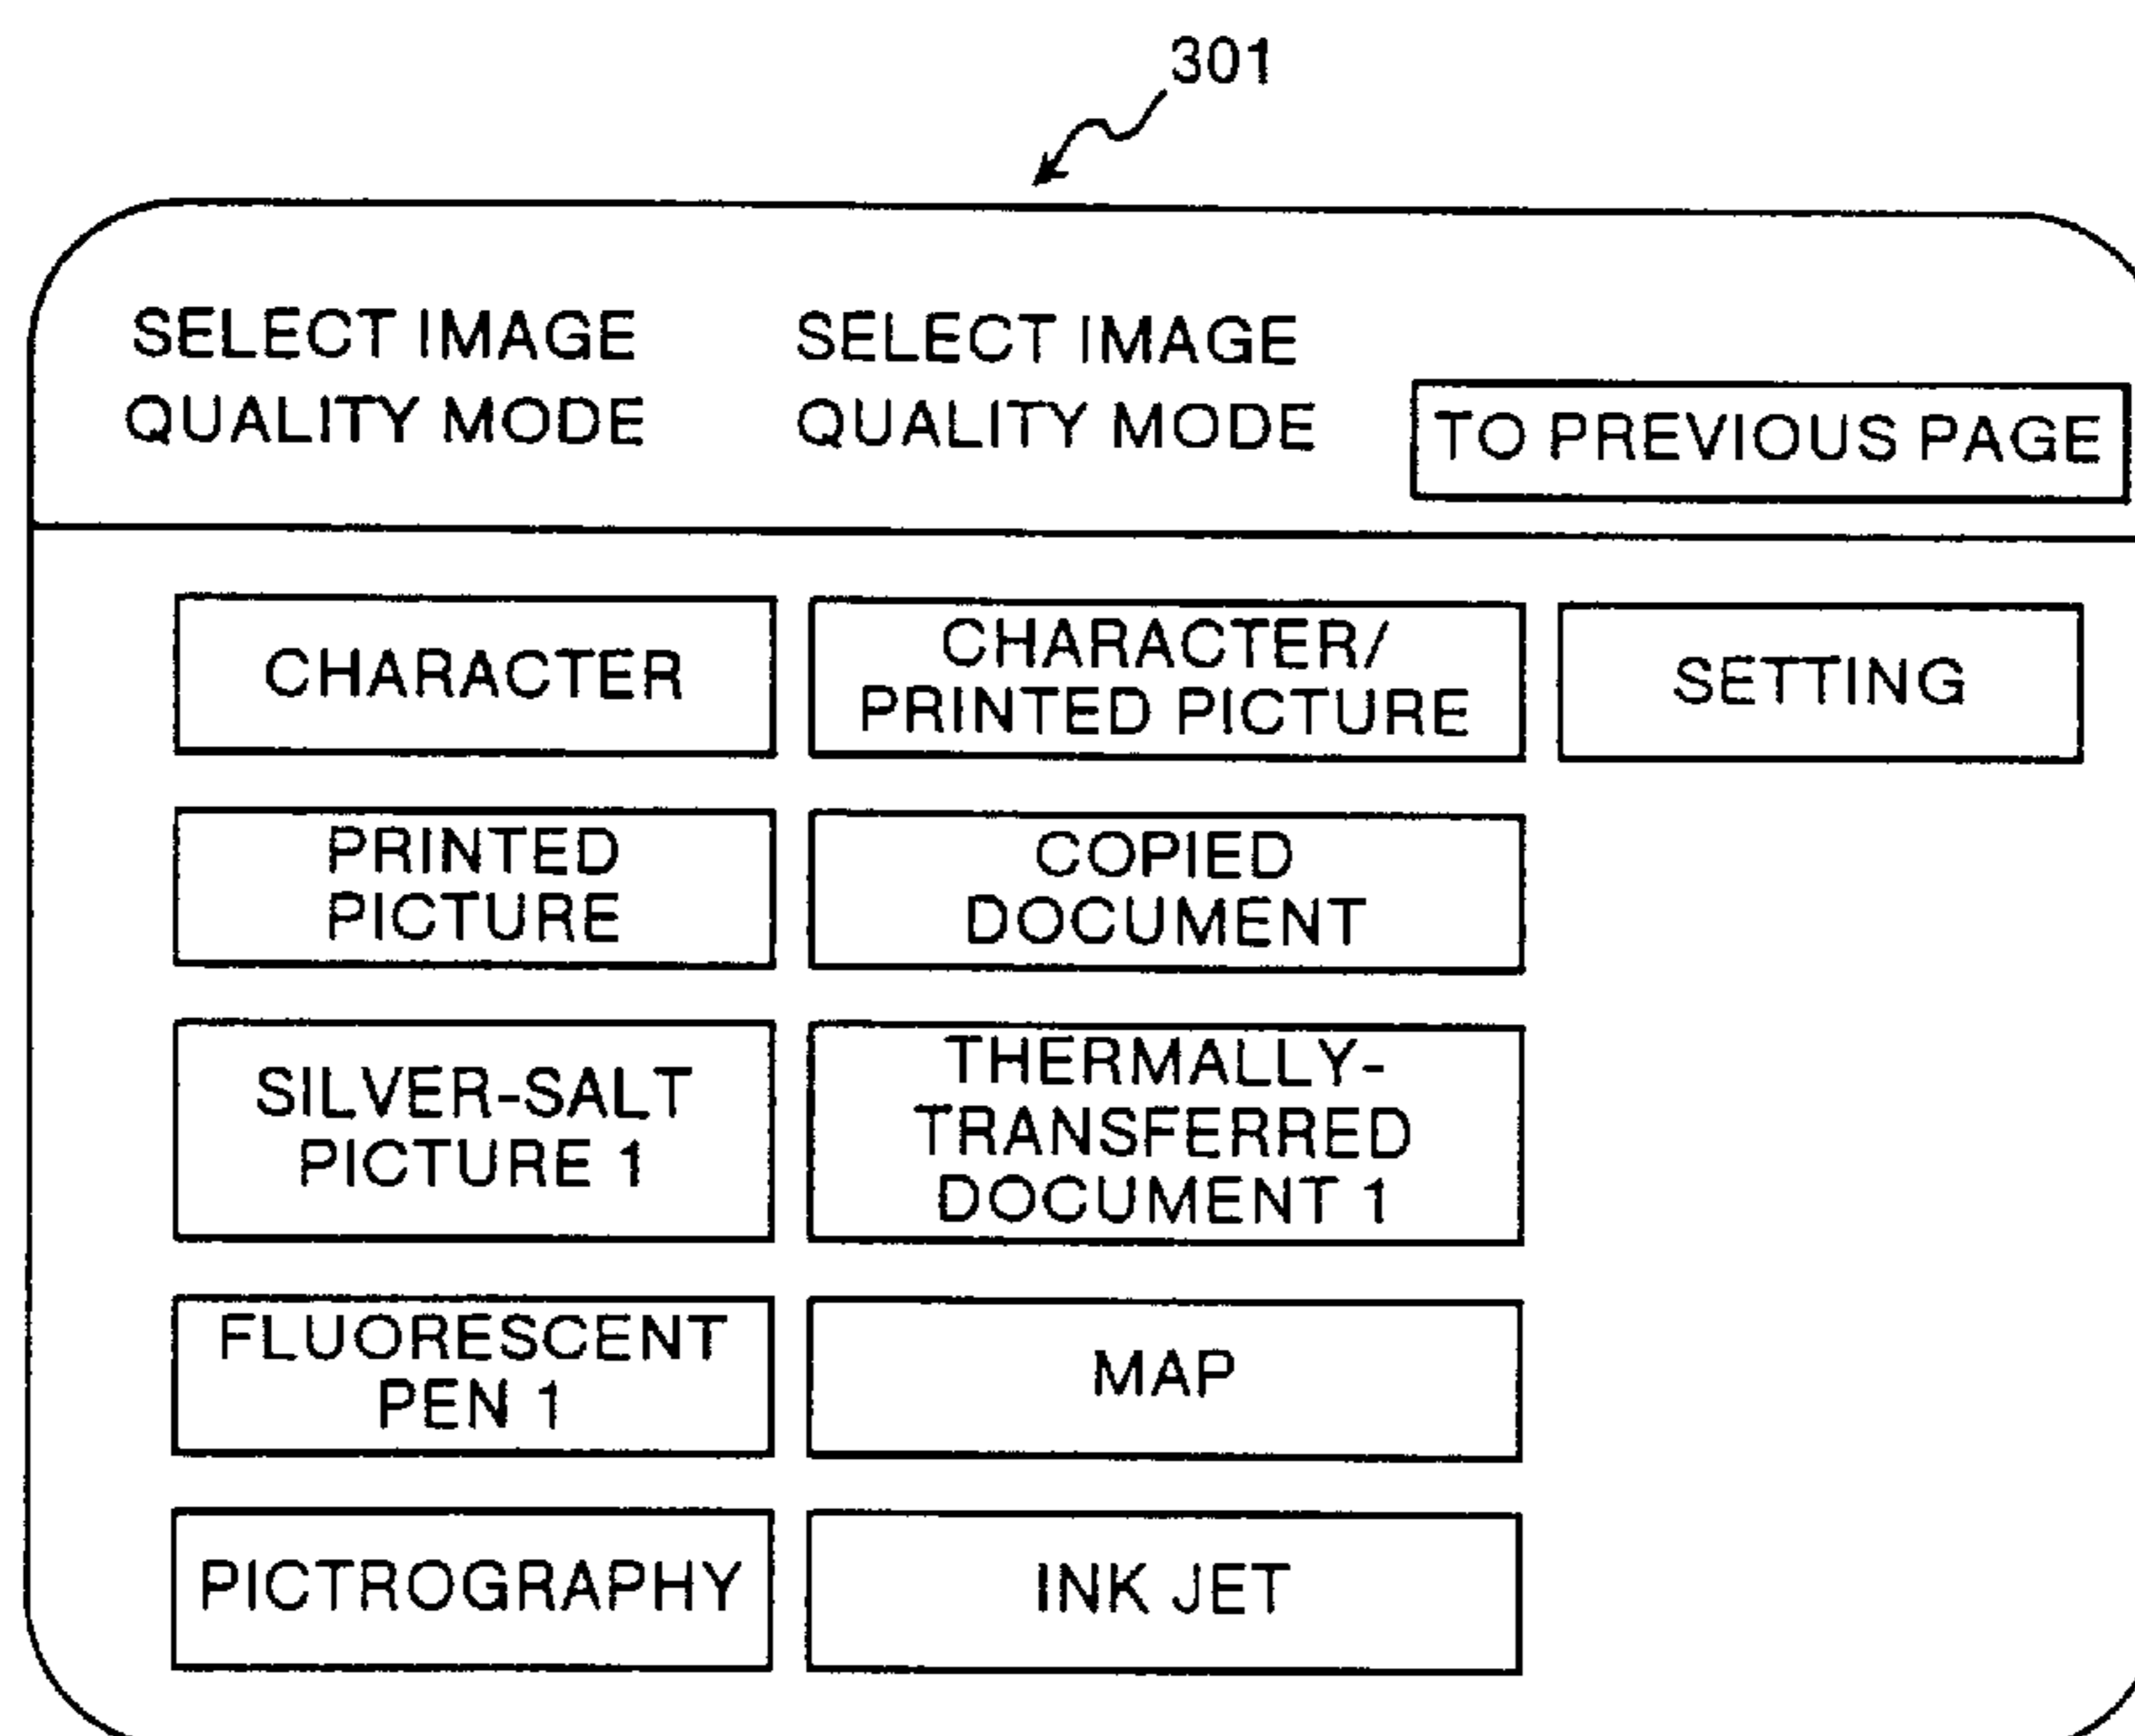 301
SELECT IMAGE
QUALITY MODE
SELECT IMAGE
QUALITY MODE
TO PREVIOUS PAGE
CHARACTER
CHARACTER/
PRINTED PICTURE
SETTING
PRINTED
PICTURE
COPIED
DOCUMENT
SILVER-SALT
PICTURE 1
THERMALLY-
TRANSFERRED
DOCUMENT 1
FLUORESCENT
PEN 1
MAP
PICTROGRAPHY
INK JET